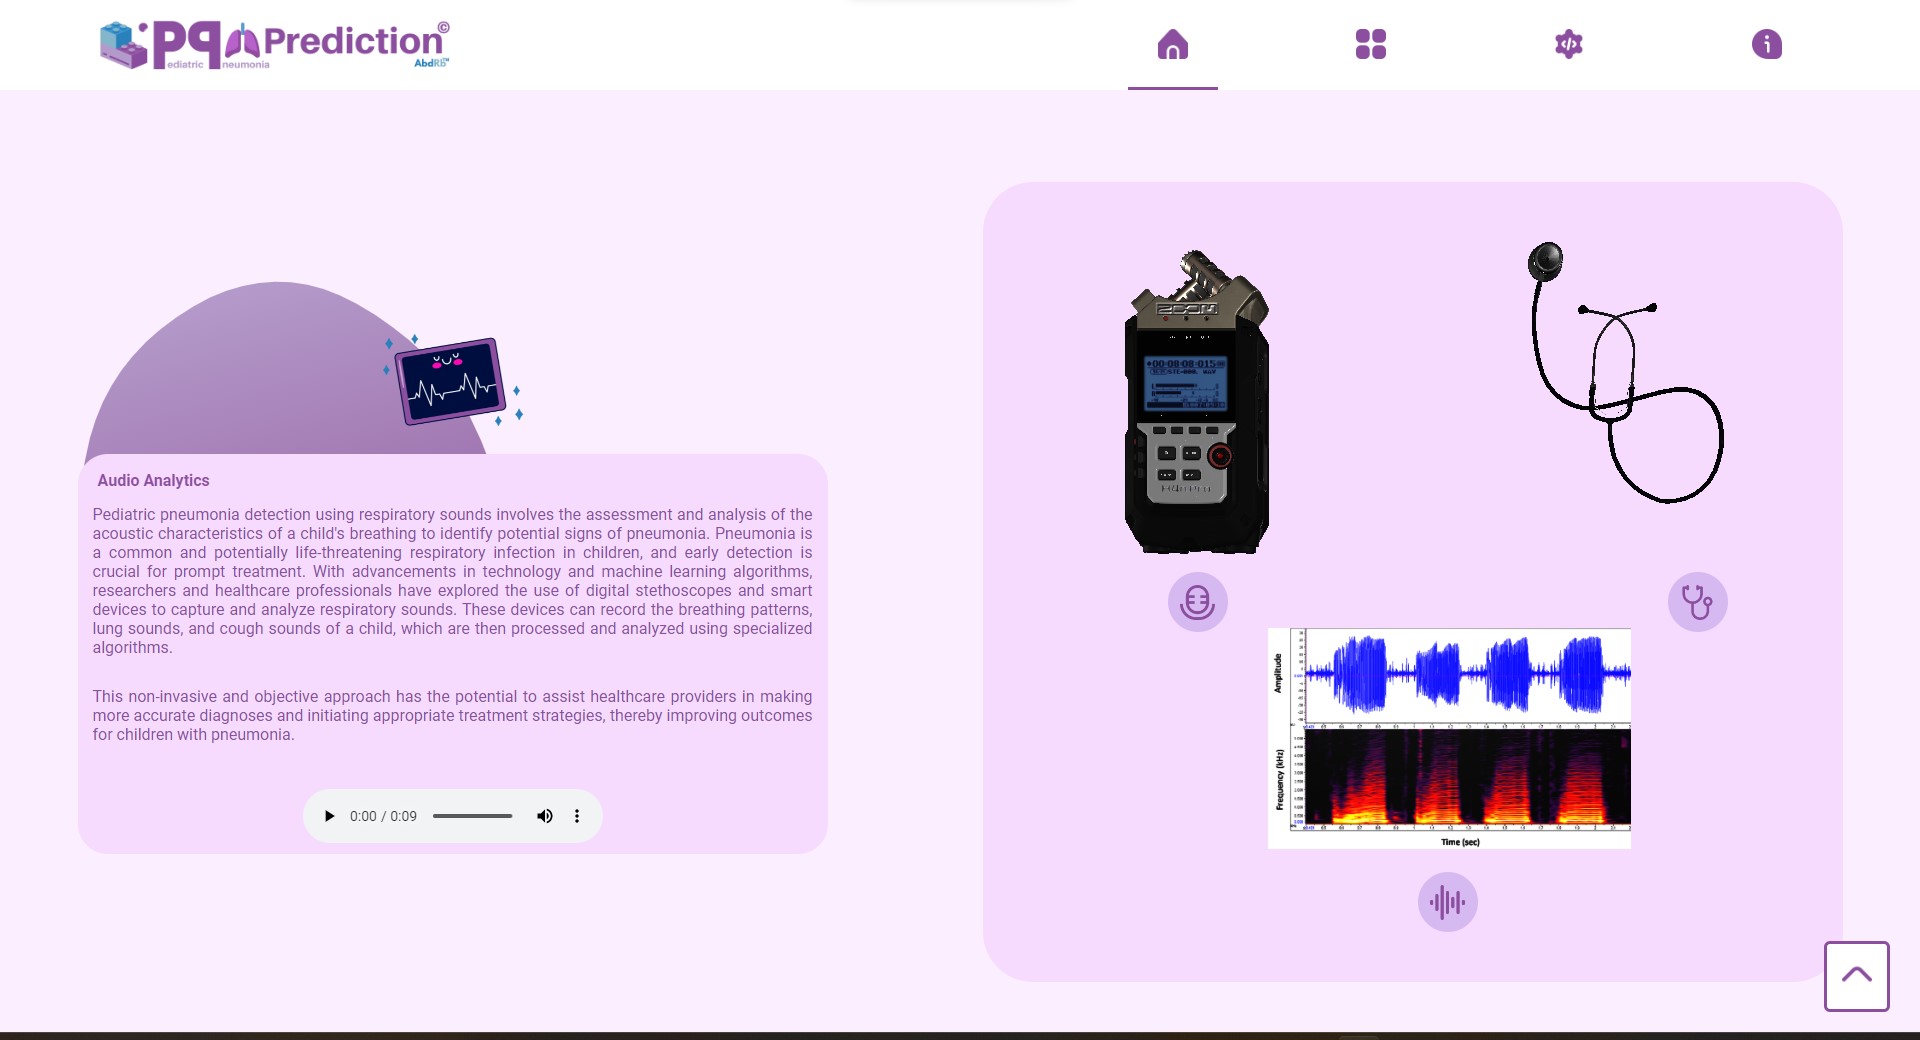 PP Prediction©
ediatric neumonia AbdRb™
Audio Analytics
Pediatric pneumonia detection using respiratory sounds involves the assessment and analysis of the
acoustic characteristics of a child's breathing to identify potential signs of pneumonia. Pneumonia is
a common and potentially life-threatening respiratory infection in children, and early detection is
crucial for prompt treatment. With advancements in technology and machine learning algorithms,
researchers and healthcare professionals have explored the use of digital stethoscopes and smart
devices to capture and analyze respiratory sounds. These devices can record the breathing patterns,
lung sounds, and cough sounds of a child, which are then processed and analyzed using specialized
algorithms.
This non-invasive and objective approach has the potential to assist healthcare providers in making
more accurate diagnoses and initiating appropriate treatment strategies, thereby improving outcomes
for children with pneumonia.
0:00 / 0:09
ZOOM
00:08:08:015
Amplitude
Frequency (kHz)
Time (sec)